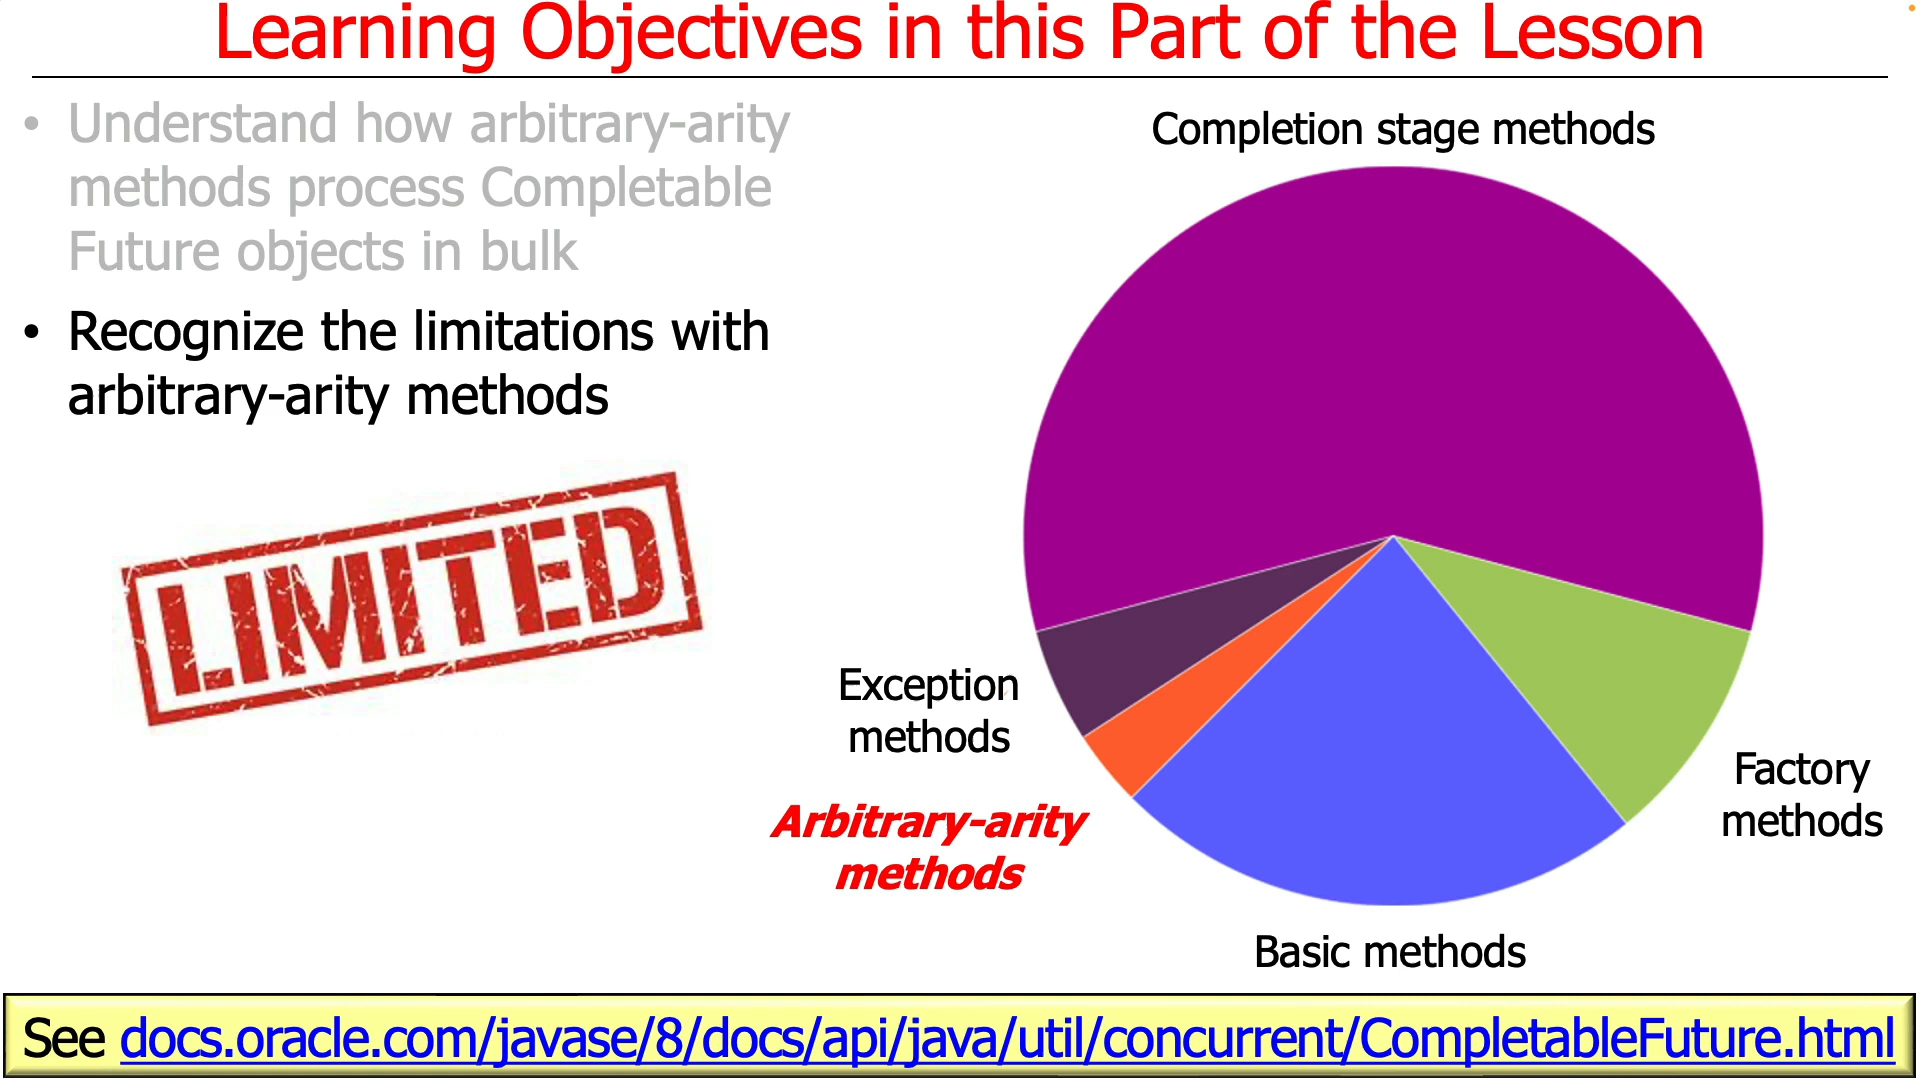 Learning Objectives in this Part of the Lesson
• Understand how arbitrary-arity
methods process Completable
Future objects in bulk
• Recognize the limitations with
arbitrary-arity methods
LIMITED
Completion stage methods
Exception
methods
Arbitrary-arity
methods
Basic methods
Factory
methods
See docs.oracle.com/javase/8/docs/api/java/util/concurrent/CompletableFuture.html